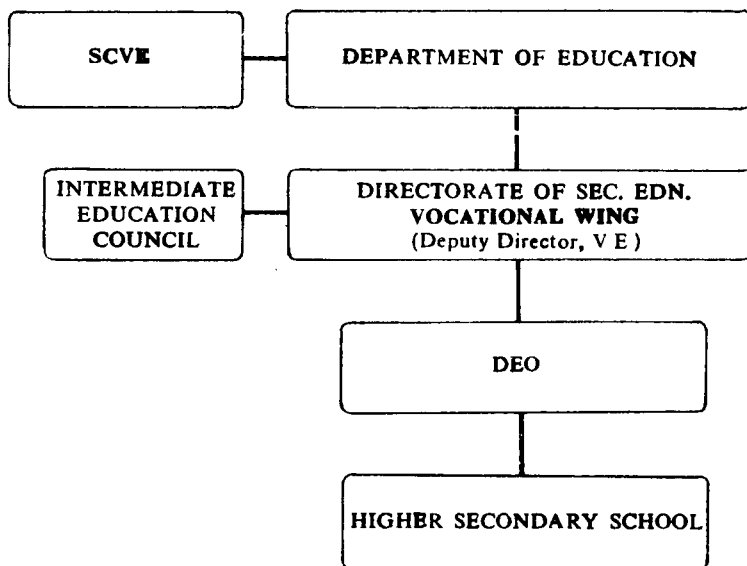 SCVE
DEPARTMENT OF EDUCATION
INTERMEDIATE
EDUCATION
COUNCIL
DIRECTORATE OF SEC. EDN.
VOCATIONAL WING
(Deputy Director, V E )
DEO
HIGHER SECONDARY SCHOOL